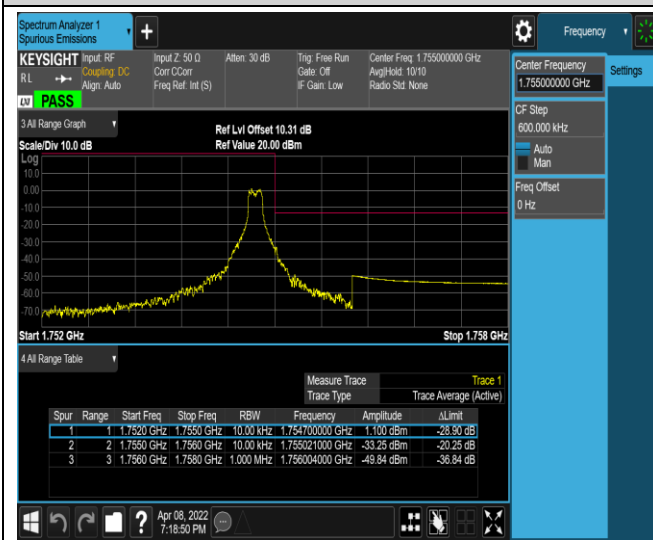 Spectrum Analyzer 1
Spurious Emissions
Frequency
KEYSIGHT
RL
LXI
PASS
Input: RF
Coupling: DC
Align: Auto
Input Z: 50 Ω
Corr CCorr
Freq Ref: Int (S)
Atten: 30 dB
Trig: Free Run
Gate: Off
IF Gain: Low
Center Freq: 1.755000000 GHz
Avg|Hold: 10/10
Radio Std: None
Center Frequency
1.755000000 GHz
Settings
CF Step
600.000 kHz
Auto
Man
Freq Offset
0 Hz
3 All Range Graph
Scale/Div 10.0 dB
Ref Lvl Offset 10.31 dB
Ref Value 20.00 dBm
Log
10.0
0.00
-10.0
-20.0
-30.0
-40.0
-50.0
-60.0
-70.0
Start 1.752 GHz
Stop 1.758 GHz
4 All Range Table
Measure Trace Trace 1
Trace Type Trace Average (Active)
Spur Range Start Freq Stop Freq RBW Frequency Amplitude ΔLimit
1 1 1.7520 GHz 1.7550 GHz 10.00 kHz 1.754700000 GHz 1.100 dBm -28.90 dB
2 2 1.7550 GHz 1.7560 GHz 10.00 kHz 1.755021000 GHz -33.25 dBm -20.25 dB
3 3 1.7560 GHz 1.7580 GHz 1.000 MHz 1.756004000 GHz -49.84 dBm -36.84 dB
?
Apr 08, 2022
7:18:50 PM